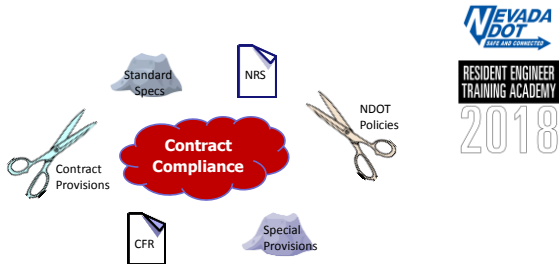 NEVADA
DOT
SAFE AND CONNECTED
RESIDENT ENGINEER
TRAINING ACADEMY
2018
Standard
Specs
NRS
NDOT
Policies
Contract
Compliance
Contract
Provisions
CFR
Special
Provisions